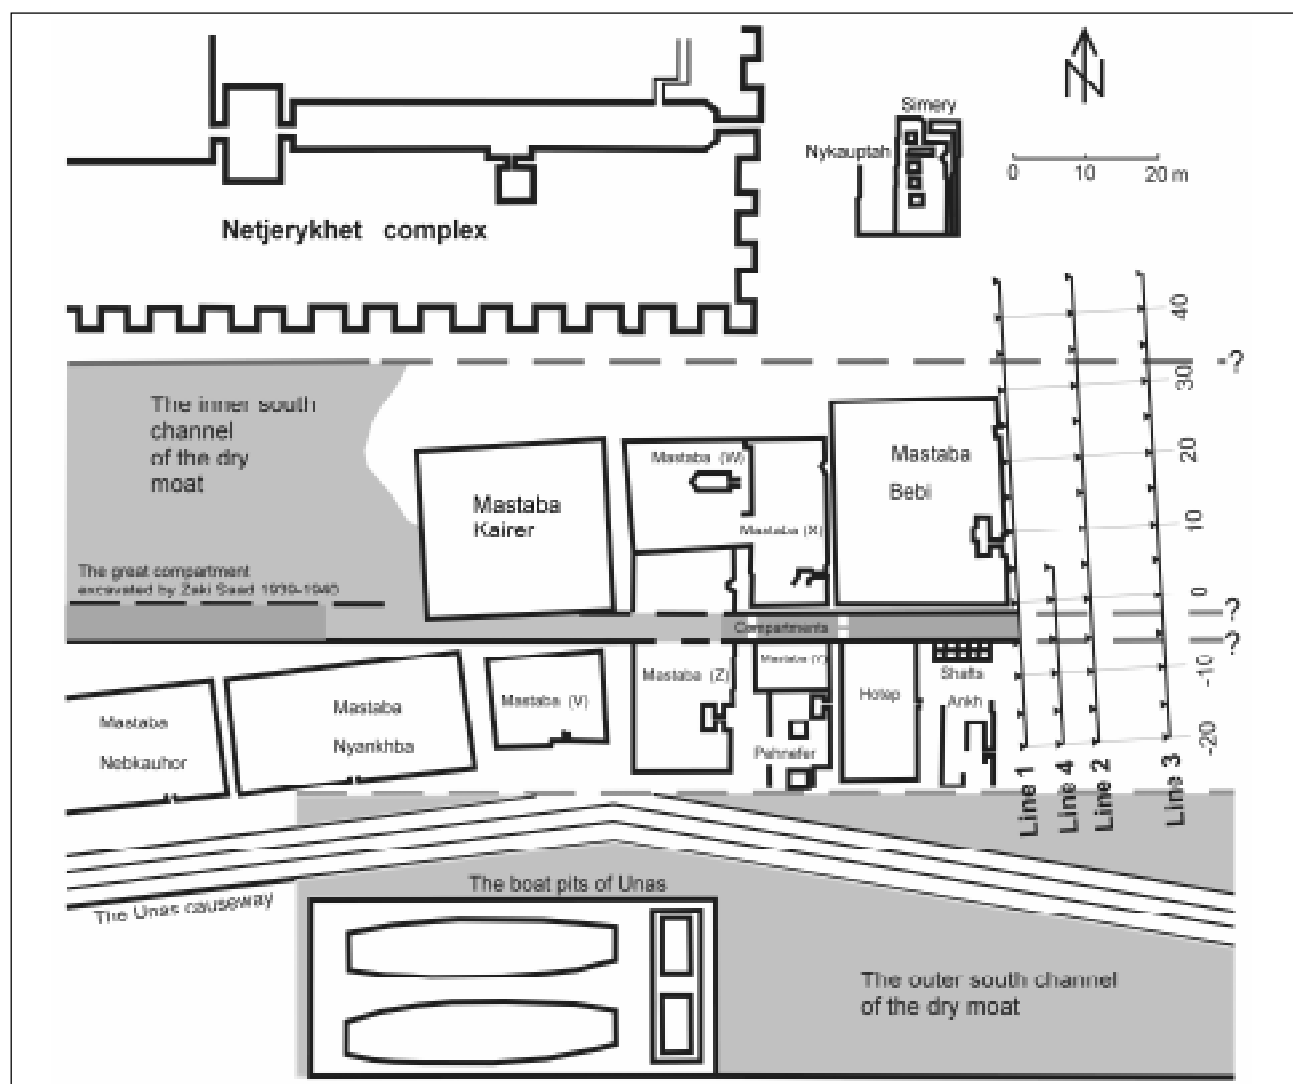 N
Simery
Nykauptah
0 10 20 m
Netjerykhet complex
40
-?
30
The inner south
channel
of the dry
moat
20
Mastaba (W)
Mastaba
Bebi
Mastaba
Kairer
Mastaba (X)
10
The great compartment
excavated by Zaki Saad 1939-1940
0
?
Compartments
?
Mastaba (Y)
Mastaba (Z)
Shafts
-10
Mastaba (V)
Hotap
Ankh
Mastaba
Nyankhba
Mastaba
Nebkauhor
Pehnefer
-20
Line 1
Line 4
Line 2
Line 3
The Unas causeway
The boat pits of Unas
The outer south channel
of the dry moat